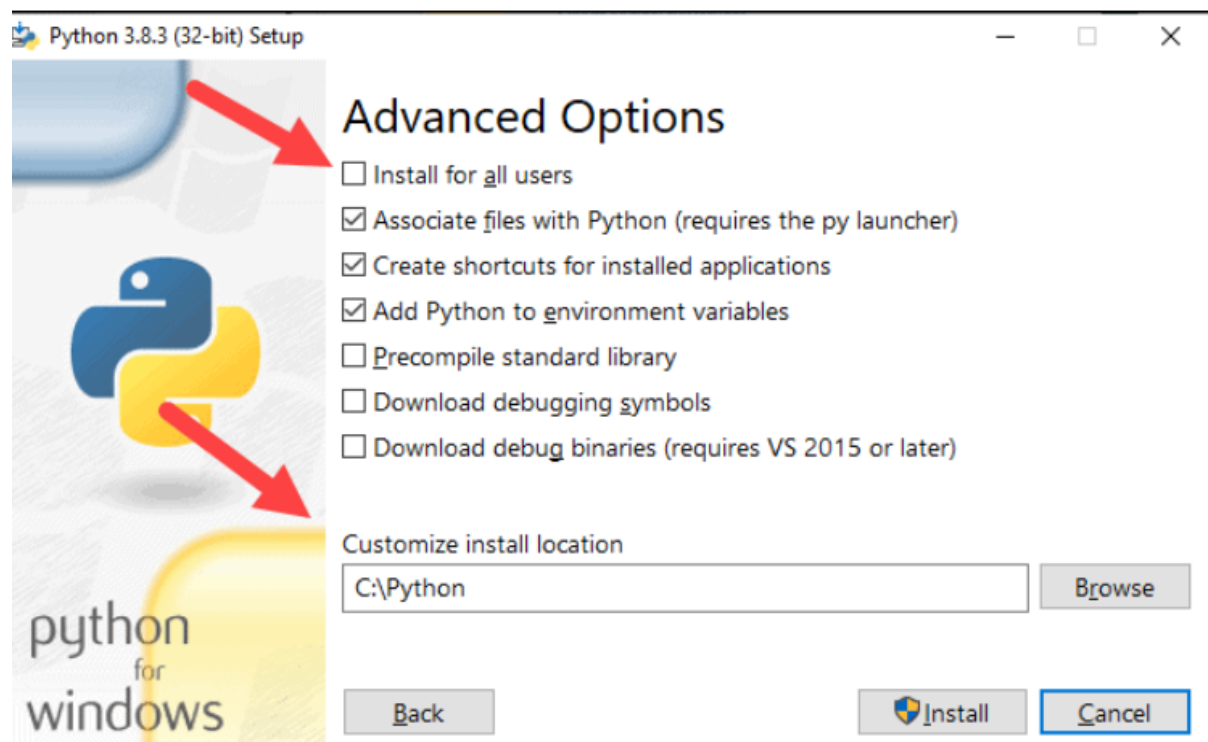 Python 3.8.3 (32-bit) Setup
Advanced Options
Install for all users
Associate files with Python (requires the py launcher)
Create shortcuts for installed applications
Add Python to environment variables
Precompile standard library
Download debugging symbols
Download debug binaries (requires VS 2015 or later)
Customize install location
C:\Python
Browse
python
for
windows
Back
Install
Cancel